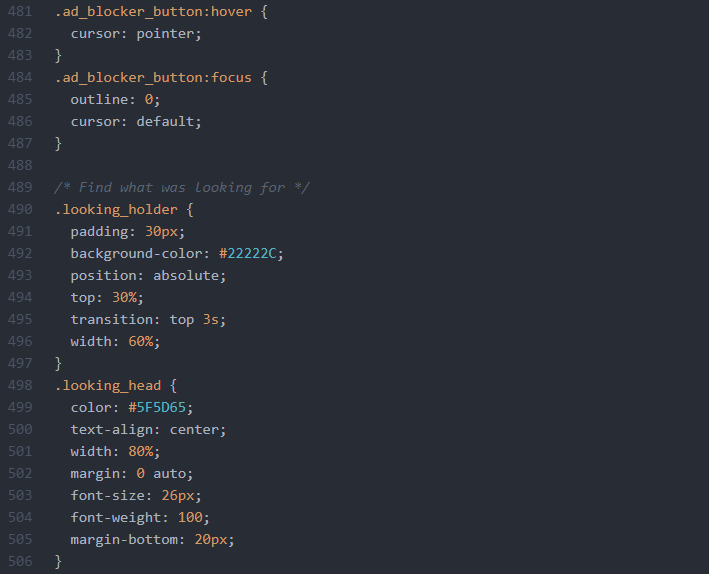 481 .ad_blocker_button:hover {
482   cursor: pointer;
483 }
484 .ad_blocker_button:focus {
485   outline: 0;
486   cursor: default;
487 }
488
489 /* Find what was looking for */
490 .looking_holder {
491   padding: 30px;
492   background-color: #22222C;
493   position: absolute;
494   top: 30%;
495   transition: top 3s;
496   width: 60%;
497 }
498 .looking_head {
499   color: #5F5D65;
500   text-align: center;
501   width: 80%;
502   margin: 0 auto;
503   font-size: 26px;
504   font-weight: 100;
505   margin-bottom: 20px;
506 }